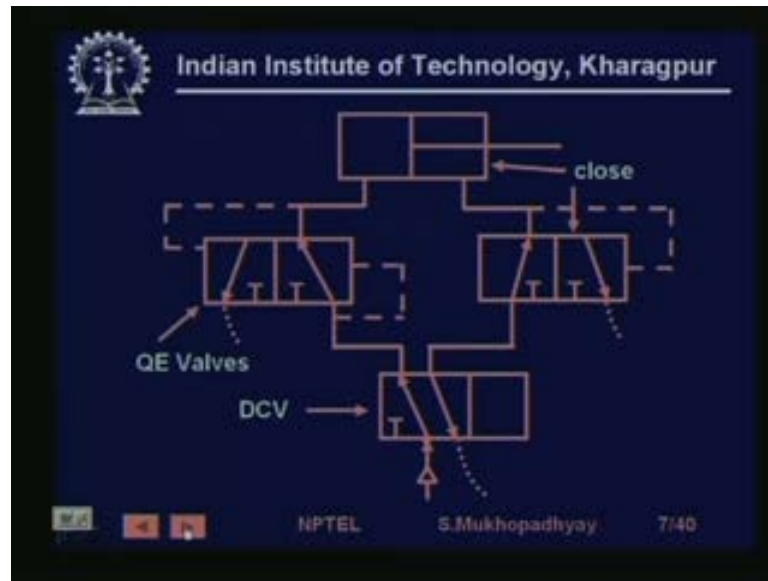 Indian Institute of Technology, Kharagpur
close
QE Valves
DCV
NPTEL S.Mukhopadhyay 7/40